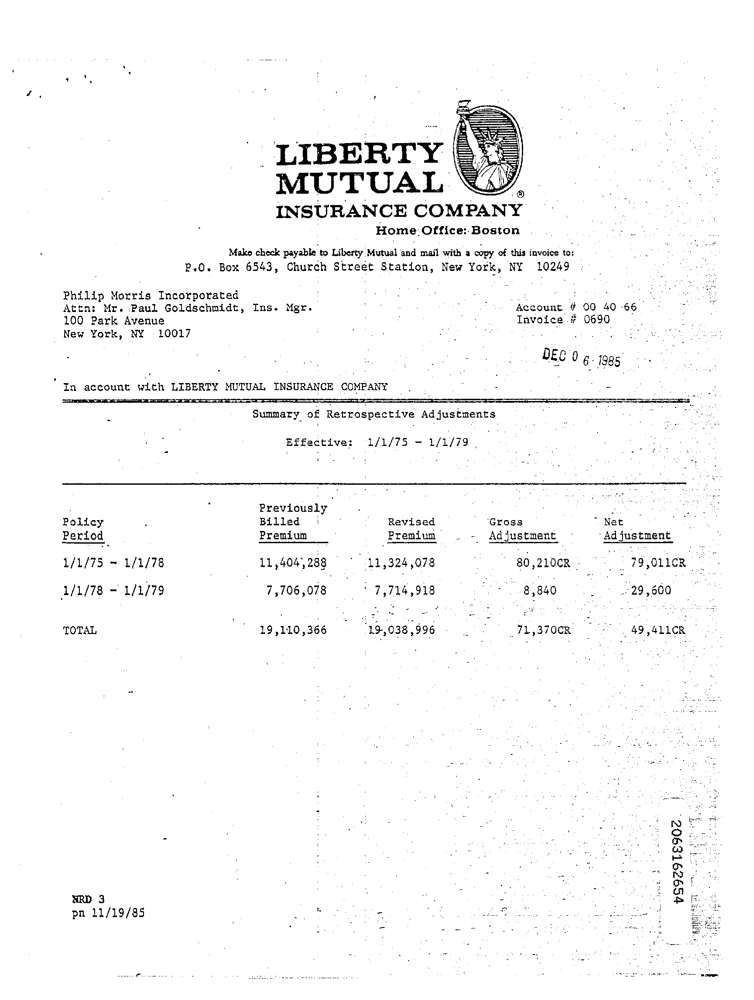 LIBERTY
MUTUAL
®
INSURANCE COMPANY
Home Office: Boston
Make check payable to Liberty Mutual and mail with a copy of this invoice to:
P.O. Box 6543, Church Street Station, New York, NY 10249
Philip Morris Incorporated
Attn: Mr. Paul Goldschmidt, Ins. Mgr.
100 Park Avenue
New York, NY 10017
Account # 00 40 66
Invoice # 0690
DEC 06 1985
In account with LIBERTY MUTUAL INSURANCE COMPANY
Summary of Retrospective Adjustments
Effective: 1/1/75 - 1/1/79
Previously
Policy Billed Revised Gross Net
Period Premium Premium Adjustment Adjustment
1/1/75 - 1/1/78 11,404,288 11,324,078 80,210CR 79,011CR
1/1/78 - 1/1/79 7,706,078 7,714,918 8,840 29,600
TOTAL 19,110,366 19,038,996 71,370CR 49,411CR
2063162654
NRD 3
pn 11/19/85